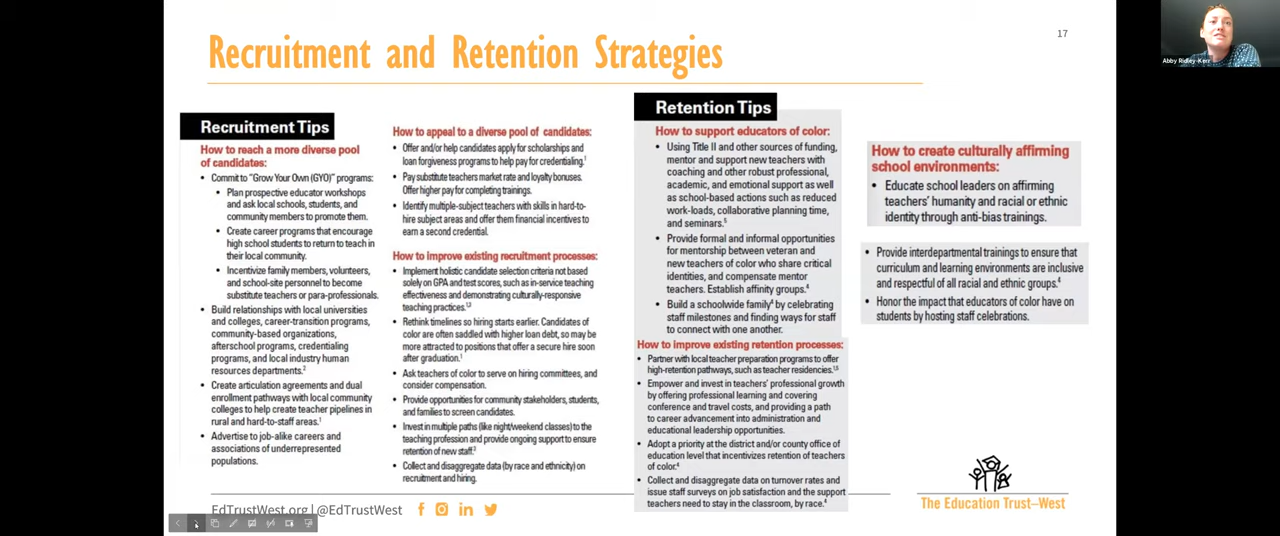 Recruitment and Retention Strategies
17
Abby Ridley-Kerr
Recruitment Tips
How to reach a more diverse pool
of candidates:
• Commit to "Grow Your Own (GYO)" programs:
• Plan prospective educator workshops
and ask local schools, students, and
community members to promote them.
• Create career programs that encourage
high school students to return to teach in
their local community.
• Incentivize family members, volunteers,
and school-site personnel to become
substitute teachers or para-professionals.
• Build relationships with local universities
and colleges, career-transition programs,
community-based organizations,
afterschool programs, credentialing
programs, and local industry human
resources departments.2
• Create articulation agreements and dual
enrollment pathways with local community
colleges to help create teacher pipelines in
rural and hard-to-staff areas.1
• Advertise to job-alike careers and
associations of underrepresented
populations.
How to appeal to a diverse pool of candidates:
• Offer and/or help candidates apply for scholarships and
loan forgiveness programs to help pay for credentialing.1
• Pay substitute teachers market rate and loyalty bonuses.
Offer higher pay for completing trainings.
• Identify multiple-subject teachers with skills in hard-to-
hire subject areas and offer them financial incentives to
earn a second credential.
How to improve existing recruitment processes:
• Implement holistic candidate selection criteria not based
solely on GPA and test scores, such as in-service teaching
effectiveness and demonstrating culturally-responsive
teaching practices.1,3
• Rethink timelines so hiring starts earlier. Candidates of
color are often saddled with higher loan debt, so may be
more attracted to positions that offer a secure hire soon
after graduation.1
• Ask teachers of color to serve on hiring committees, and
consider compensation.
• Provide opportunities for community stakeholders, students,
and families to screen candidates.
• Invest in multiple paths (like night/weekend classes) to the
teaching profession and provide ongoing support to ensure
retention of new staff.3
• Collect and disaggregate data (by race and ethnicity) on
recruitment and hiring.
Retention Tips
How to support educators of color:
• Using Title II and other sources of funding,
mentor and support new teachers with
coaching and other robust professional,
academic, and emotional support as well
as school-based actions such as reduced
work-loads, collaborative planning time,
and seminars.5
• Provide formal and informal opportunities
for mentorship between veteran and
new teachers of color who share critical
identities, and compensate mentor
teachers. Establish affinity groups.4
• Build a schoolwide family4 by celebrating
staff milestones and finding ways for staff
to connect with one another.
How to improve existing retention processes:
• Partner with local teacher preparation programs to offer
high-retention pathways, such as teacher residencies.1,5
• Empower and invest in teachers' professional growth
by offering professional learning and covering
conference and travel costs, and providing a path
to career advancement into administration and
educational leadership opportunities.
• Adopt a priority at the district and/or county office of
education level that incentivizes retention of teachers
of color.4
• Collect and disaggregate data on turnover rates and
issue staff surveys on job satisfaction and the support
teachers need to stay in the classroom, by race.4
How to create culturally affirming
school environments:
• Educate school leaders on affirming
teachers' humanity and racial or ethnic
identity through anti-bias trainings.
• Provide interdepartmental trainings to ensure that
curriculum and learning environments are inclusive
and respectful of all racial and ethnic groups.4
• Honor the impact that educators of color have on
students by hosting staff celebrations.
EdTrustWest.org | @EdTrustWest
The Education Trust—West